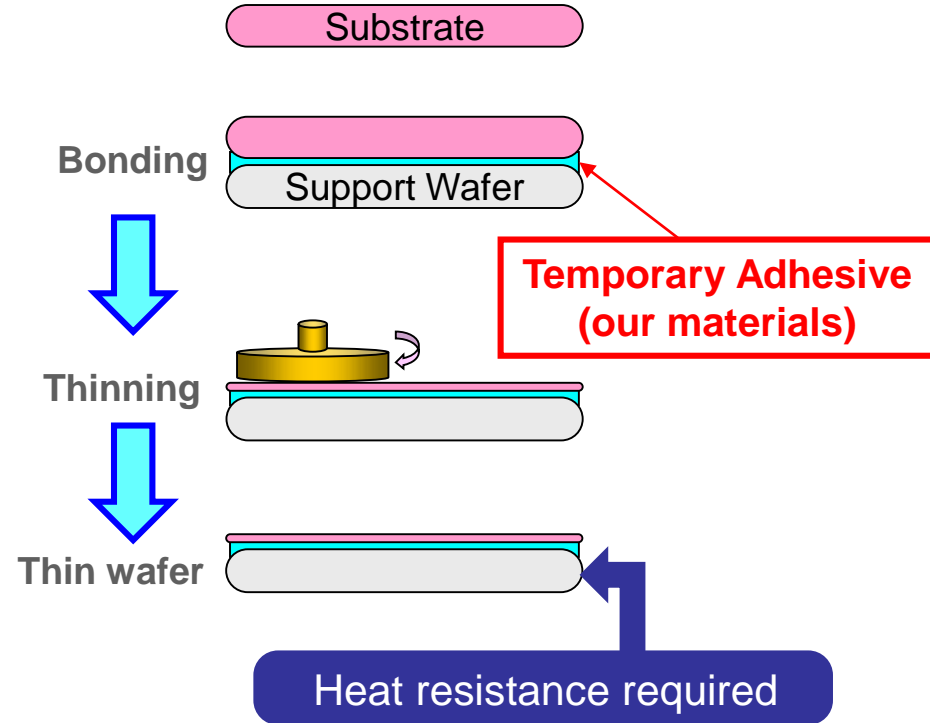 Substrate
Bonding
Support Wafer
Temporary Adhesive
(our materials)
Thinning
Thin wafer
Heat resistance required